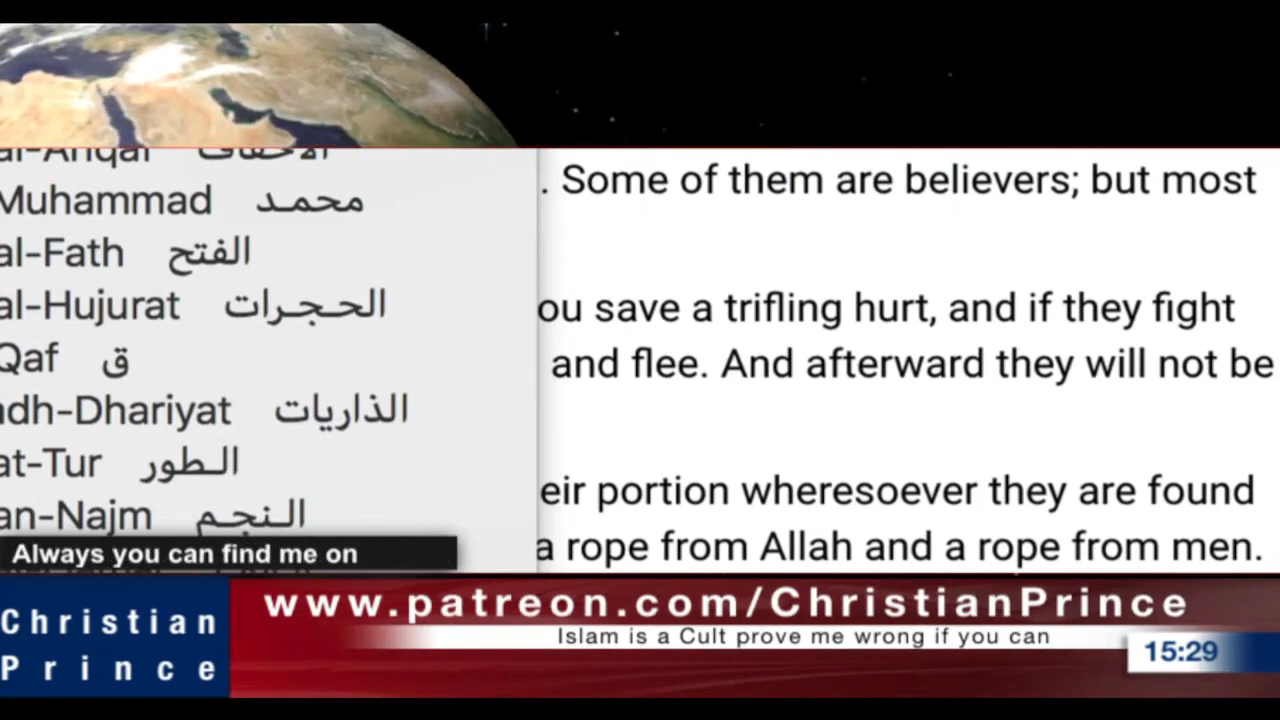 al-Ahqaf الأحقاف
Muhammad محمد
al-Fath الفتح
al-Hujurat الحجرات
Qaf ق
adh-Dhariyat الذاريات
at-Tur الطور
an-Najm النجم
. Some of them are believers; but most
ou save a trifling hurt, and if they fight
and flee. And afterward they will not be
eir portion wheresoever they are found
a rope from Allah and a rope from men.
Always you can find me on
Christian
Prince
www.patreon.com/ChristianPrince
Islam is a Cult prove me wrong if you can
15:29